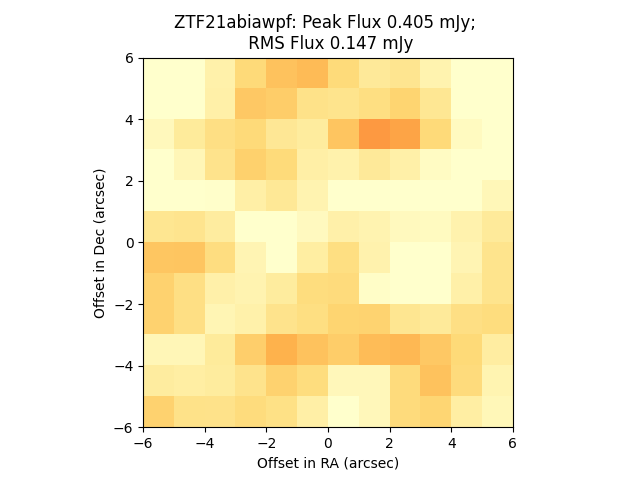 ZTF21abiawpf: Peak Flux 0.405 mJy;
RMS Flux 0.147 mJy
6
4
2
0
−2
−4
−6
Offset in Dec (arcsec)
−6 −4 −2 0 2 4 6
Offset in RA (arcsec)